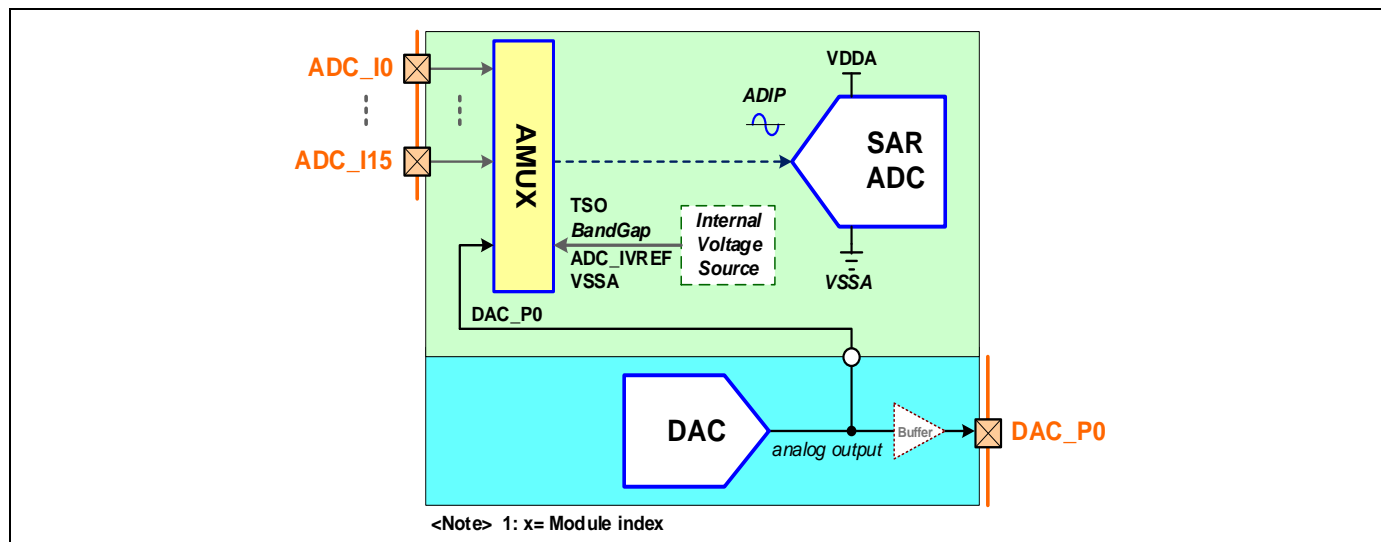 ADC_I0
ADC_I15
AMUX
ADIP
VDDA
SAR
ADC
VSSA
TSO
BandGap
ADC_IVREF
VSSA
Internal
Voltage
Source
DAC_P0
DAC
analog output
Buffer
DAC_P0
<Note> 1: x= Module index